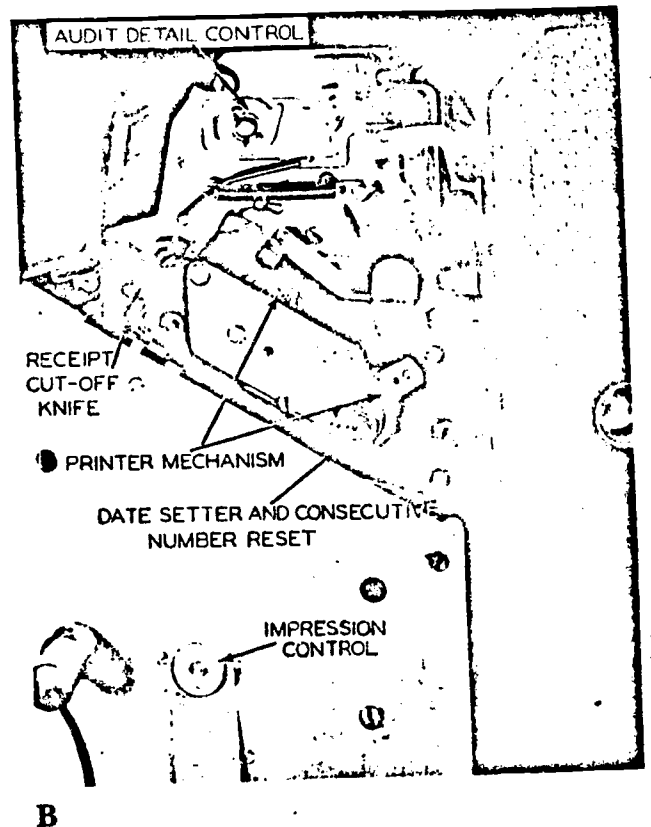 AUDIT DETAIL CONTROL
RECEIPT
CUT-OFF
KNIFE
PRINTER MECHANISM
DATE SETTER AND CONSECUTIVE
NUMBER RESET
IMPRESSION
CONTROL
B